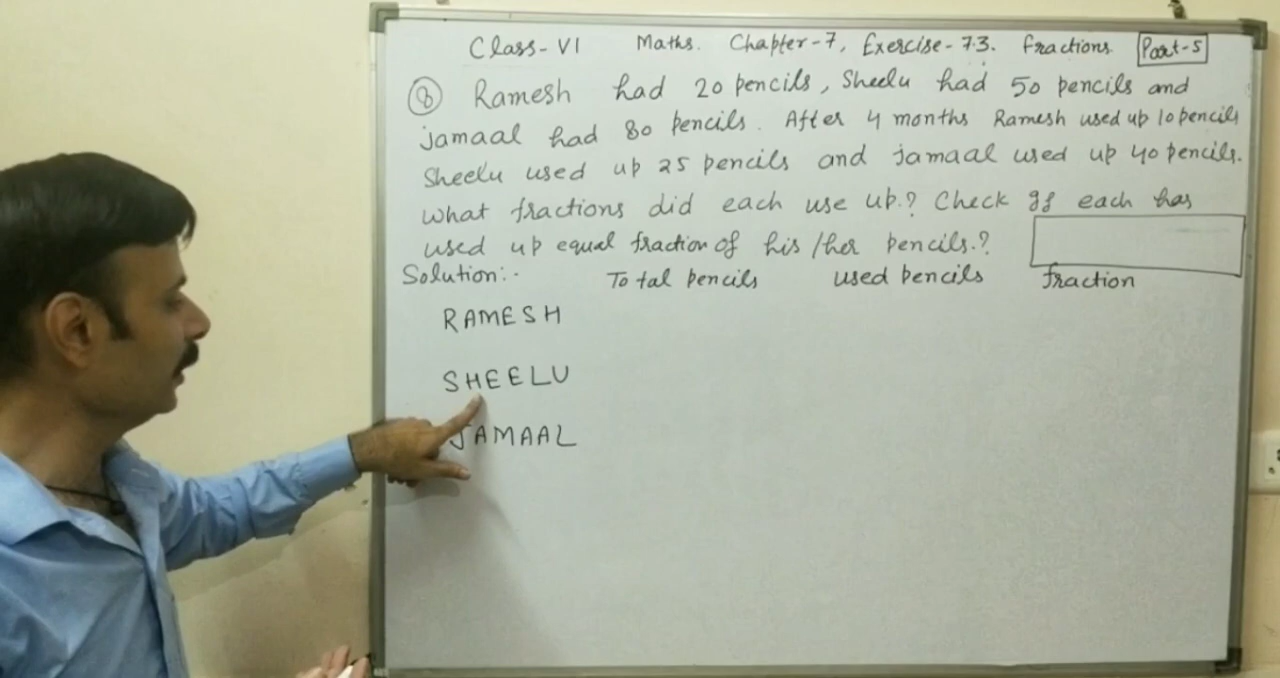 Class-VI Maths. Chapter-7, Exercise-7.3. fractions. Part-5
⑧ Ramesh had 20 pencils, Sheelu had 50 pencils and
jamaal had 80 pencils. After 4 months Ramesh used up 10 pencils
Sheelu used up 25 pencils and jamaal used up 40 pencils.
What fractions did each use up.? Check If each has
used up equal fraction of his/her pencils.?
Solution:- Total pencils used pencils fraction
RAMESH
SHEELU
JAMAAL